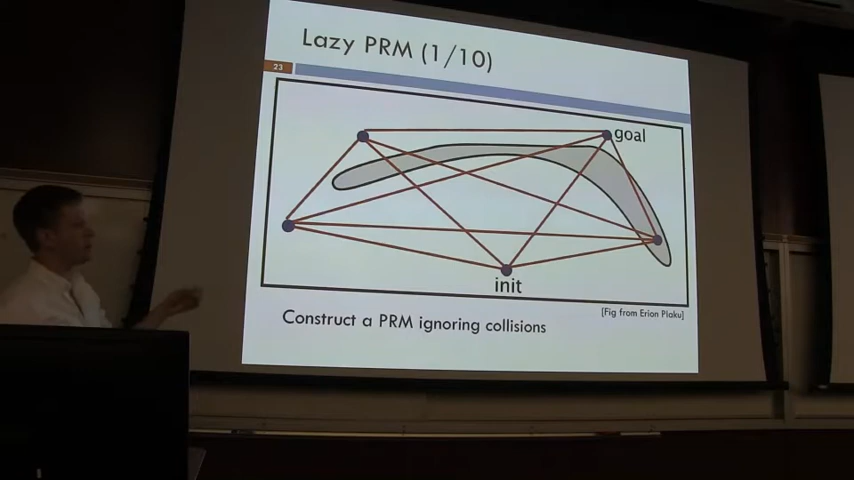 Lazy PRM (1/10)
23
goal
init
[Fig from Erion Plaku]
Construct a PRM ignoring collisions